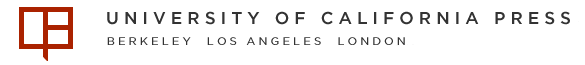 UNIVERSITY OF CALIFORNIA PRESS
BERKELEY LOS ANGELES LONDON